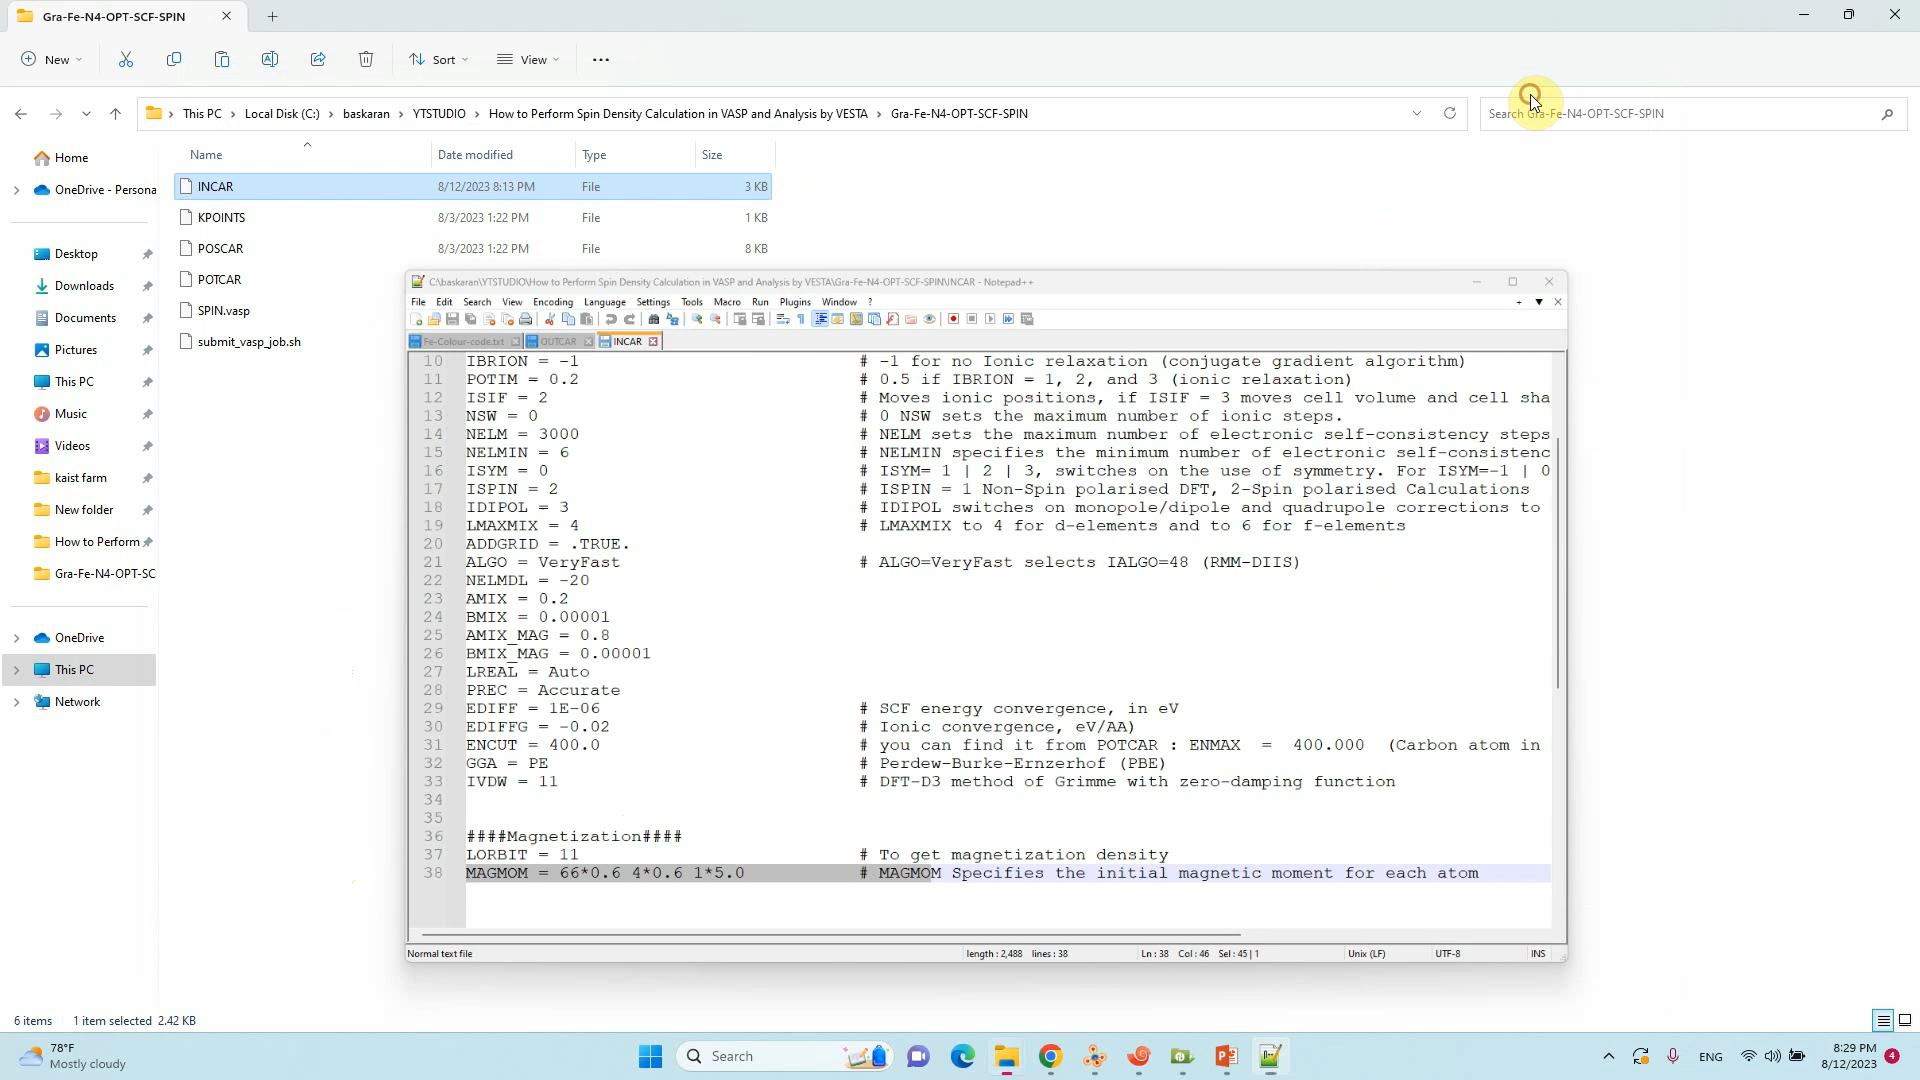 Gra-Fe-N4-OPT-SCF-SPIN
New
Sort
View
This PC
Local Disk (C:)
baskaran
YTSTUDIO
How to Perform Spin Density Calculation in VASP and Analysis by VESTA
Gra-Fe-N4-OPT-SCF-SPIN
Search Gra-Fe-N4-OPT-SCF-SPIN
Name
Date modified
Type
Size
INCAR 8/12/2023 8:13 PM File 3 KB
KPOINTS 8/3/2023 1:22 PM File 1 KB
POSCAR 8/3/2023 1:22 PM File 8 KB
POTCAR
SPIN.vasp
submit_vasp_job.sh
Home
OneDrive - Persona
Desktop
Downloads
Documents
Pictures
This PC
Music
Videos
kaist farm
New folder
How to Perform
Gra-Fe-N4-OPT-SC
OneDrive
This PC
Network
C:\baskaran\YTSTUDIO\How to Perform Spin Density Calculation in VASP and Analysis by VESTA\Gra-Fe-N4-OPT-SCF-SPIN\INCAR - Notepad++
File Edit Search View Encoding Language Settings Tools Macro Run Plugins Window ?
Fe-Colour-code.txt OUTCAR INCAR
10 IBRION = -1 # -1 for no Ionic relaxation (conjugate gradient algorithm)
11 POTIM = 0.2 # 0.5 if IBRION = 1, 2, and 3 (ionic relaxation)
12 ISIF = 2 # Moves ionic positions, if ISIF = 3 moves cell volume and cell sha
13 NSW = 0 # 0 NSW sets the maximum number of ionic steps.
14 NELM = 3000 # NELM sets the maximum number of electronic self-consistency steps
15 NELMIN = 6 # NELMIN specifies the minimum number of electronic self-consistenc
16 ISYM = 0 # ISYM= 1 | 2 | 3, switches on the use of symmetry. For ISYM=-1 | 0
17 ISPIN = 2 # ISPIN = 1 Non-Spin polarised DFT, 2-Spin polarised Calculations
18 IDIPOL = 3 # IDIPOL switches on monopole/dipole and quadrupole corrections to
19 LMAXMIX = 4 # LMAXMIX to 4 for d-elements and to 6 for f-elements
20 ADDGRID = .TRUE.
21 ALGO = VeryFast # ALGO=VeryFast selects IALGO=48 (RMM-DIIS)
22 NELMDL = -20
23 AMIX = 0.2
24 BMIX = 0.00001
25 AMIX_MAG = 0.8
26 BMIX_MAG = 0.00001
27 LREAL = Auto
28 PREC = Accurate
29 EDIFF = 1E-06 # SCF energy convergence, in eV
30 EDIFFG = -0.02 # Ionic convergence, eV/AA)
31 ENCUT = 400.0 # you can find it from POTCAR : ENMAX = 400.000 (Carbon atom in
32 GGA = PE # Perdew-Burke-Ernzerhof (PBE)
33 IVDW = 11 # DFT-D3 method of Grimme with zero-damping function
34
35
36 ####Magnetization####
37 LORBIT = 11 # To get magnetization density
38 MAGMOM = 66*0.6 4*0.6 1*5.0 # MAGMOM Specifies the initial magnetic moment for each atom
Normal text file
length : 2,488 lines : 38
Ln : 38 Col : 46 Sel : 45 | 1
Unix (LF)
UTF-8
INS
6 items
1 item selected 2.42 KB
78°F
Mostly cloudy
Search
ENG
8:29 PM
8/12/2023
4